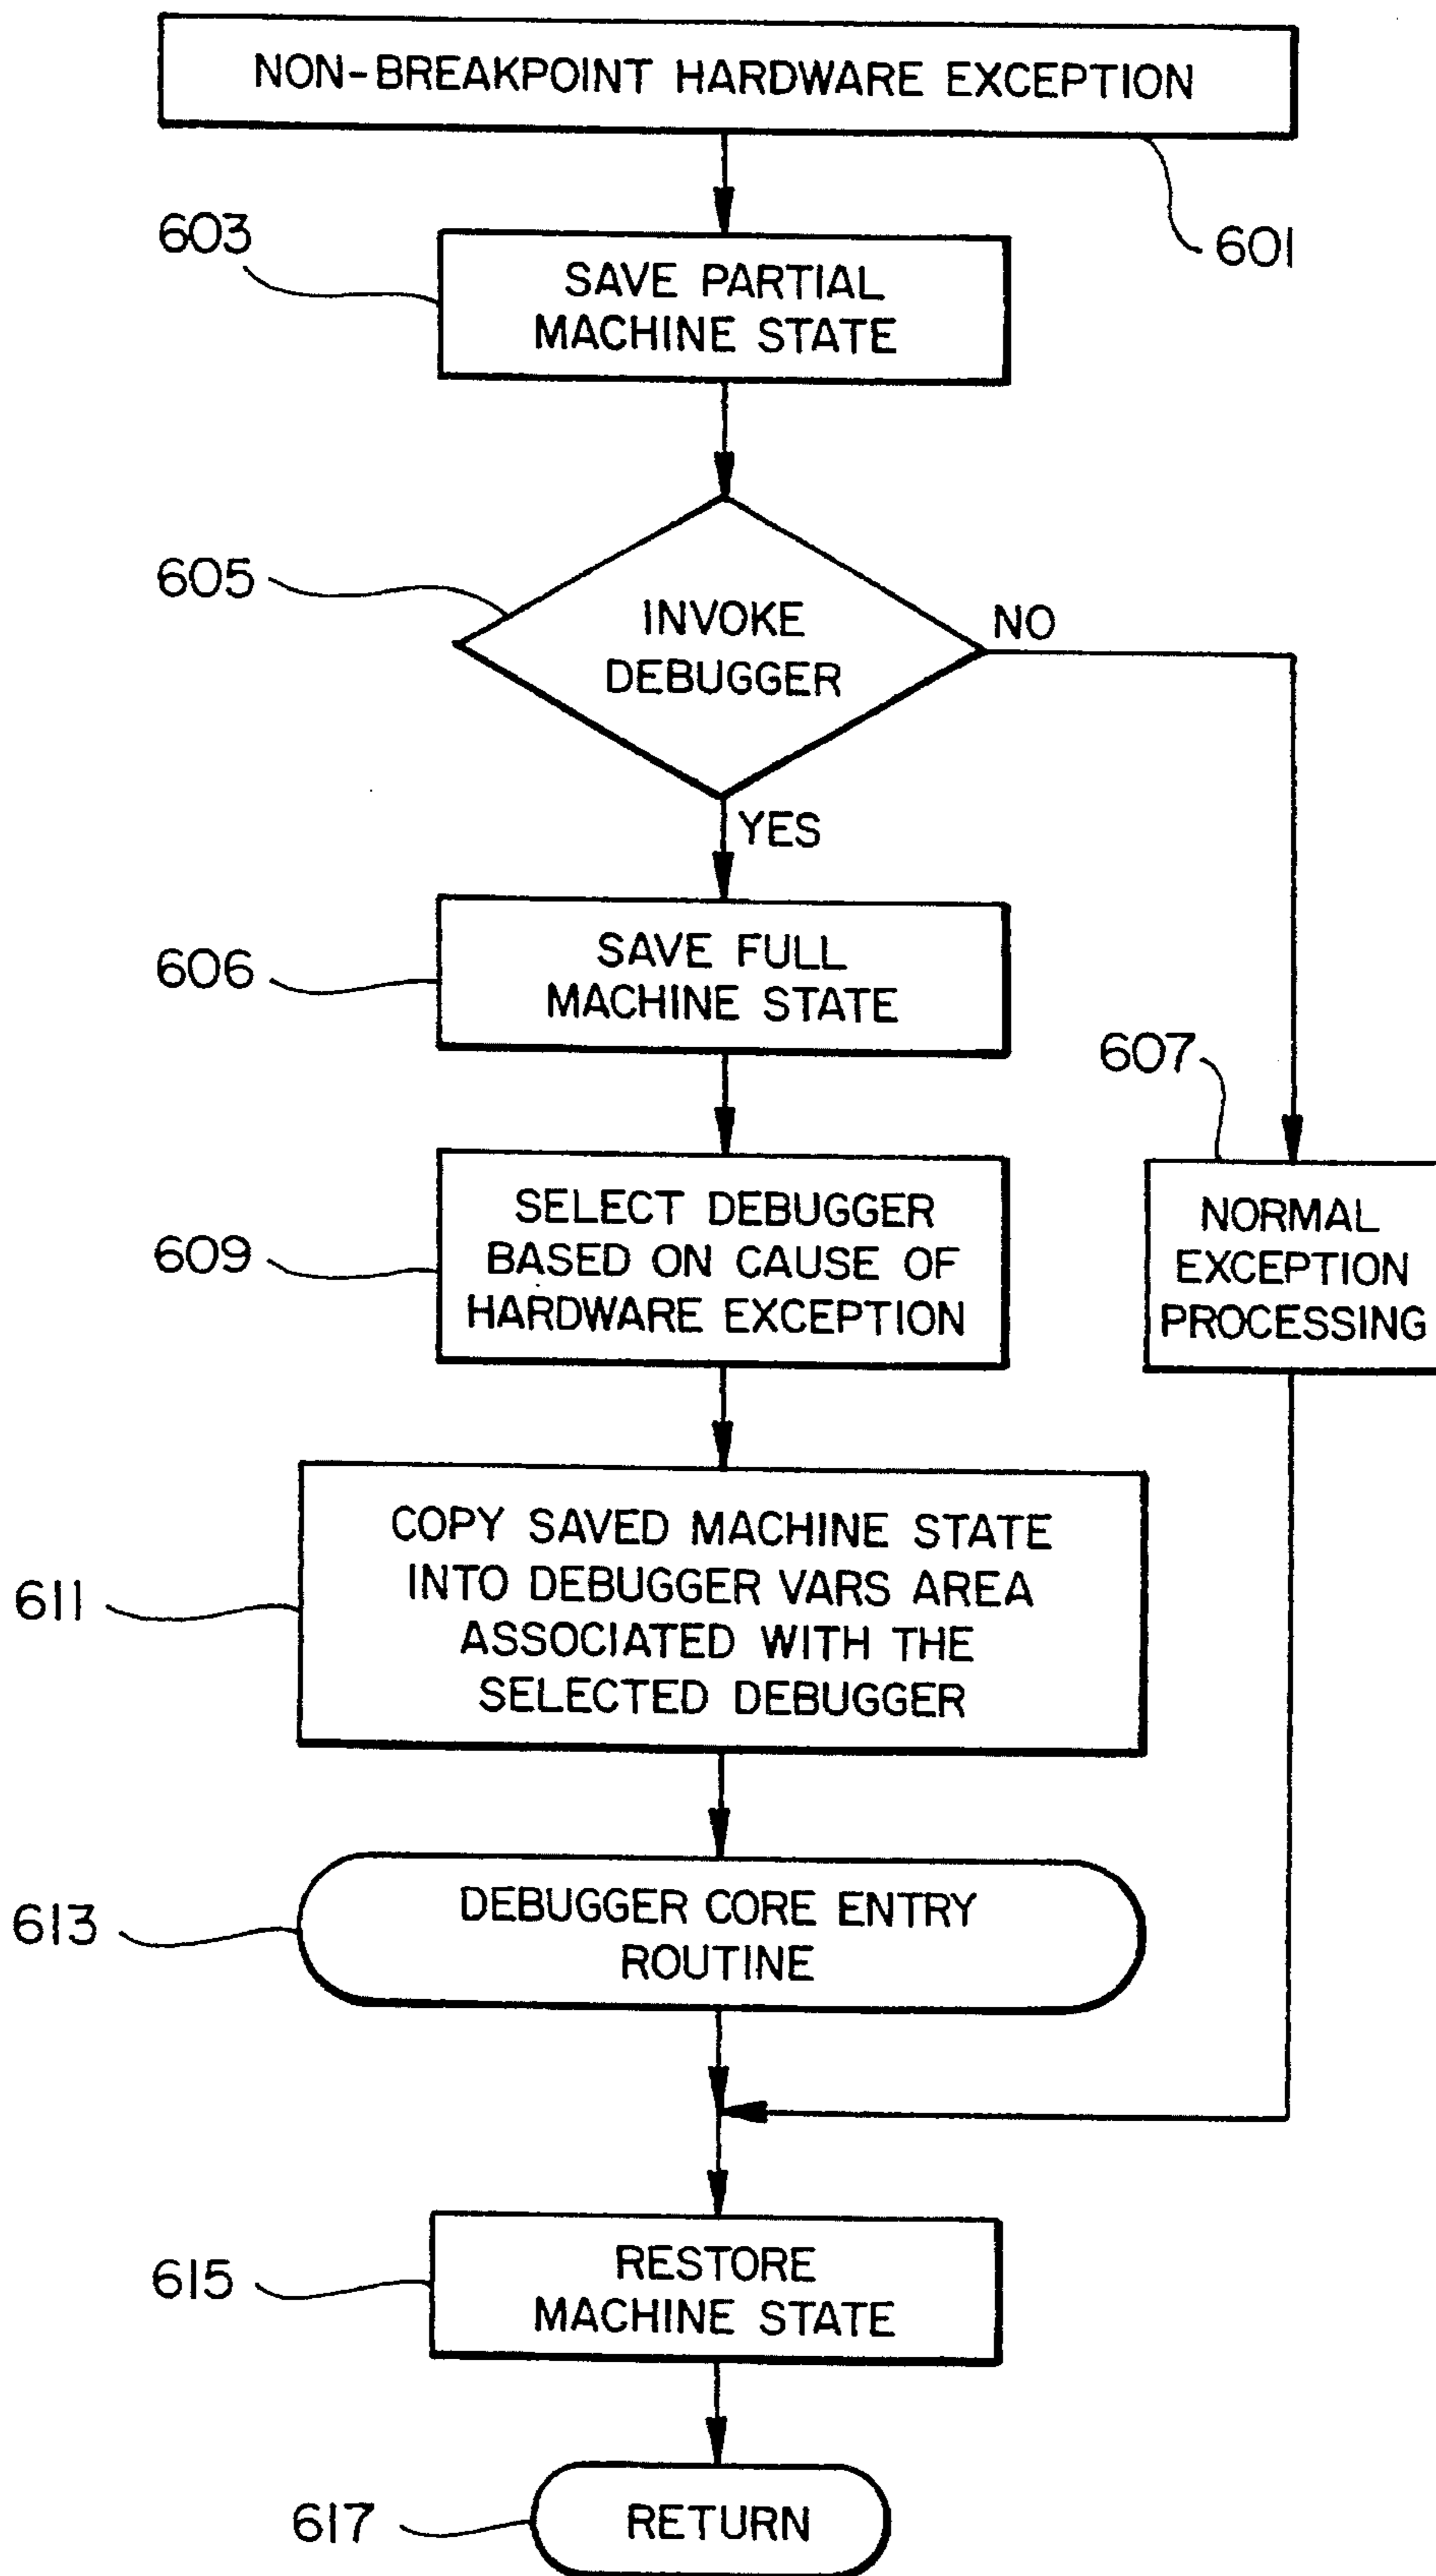 NON-BREAKPOINT HARDWARE EXCEPTION
601
603
SAVE PARTIAL
MACHINE STATE
605
INVOKE
DEBUGGER
NO
YES
606
SAVE FULL
MACHINE STATE
607
NORMAL
EXCEPTION
PROCESSING
609
SELECT DEBUGGER
BASED ON CAUSE OF
HARDWARE EXCEPTION
611
COPY SAVED MACHINE STATE
INTO DEBUGGER VARS AREA
ASSOCIATED WITH THE
SELECTED DEBUGGER
613
DEBUGGER CORE ENTRY
ROUTINE
615
RESTORE
MACHINE STATE
617
RETURN